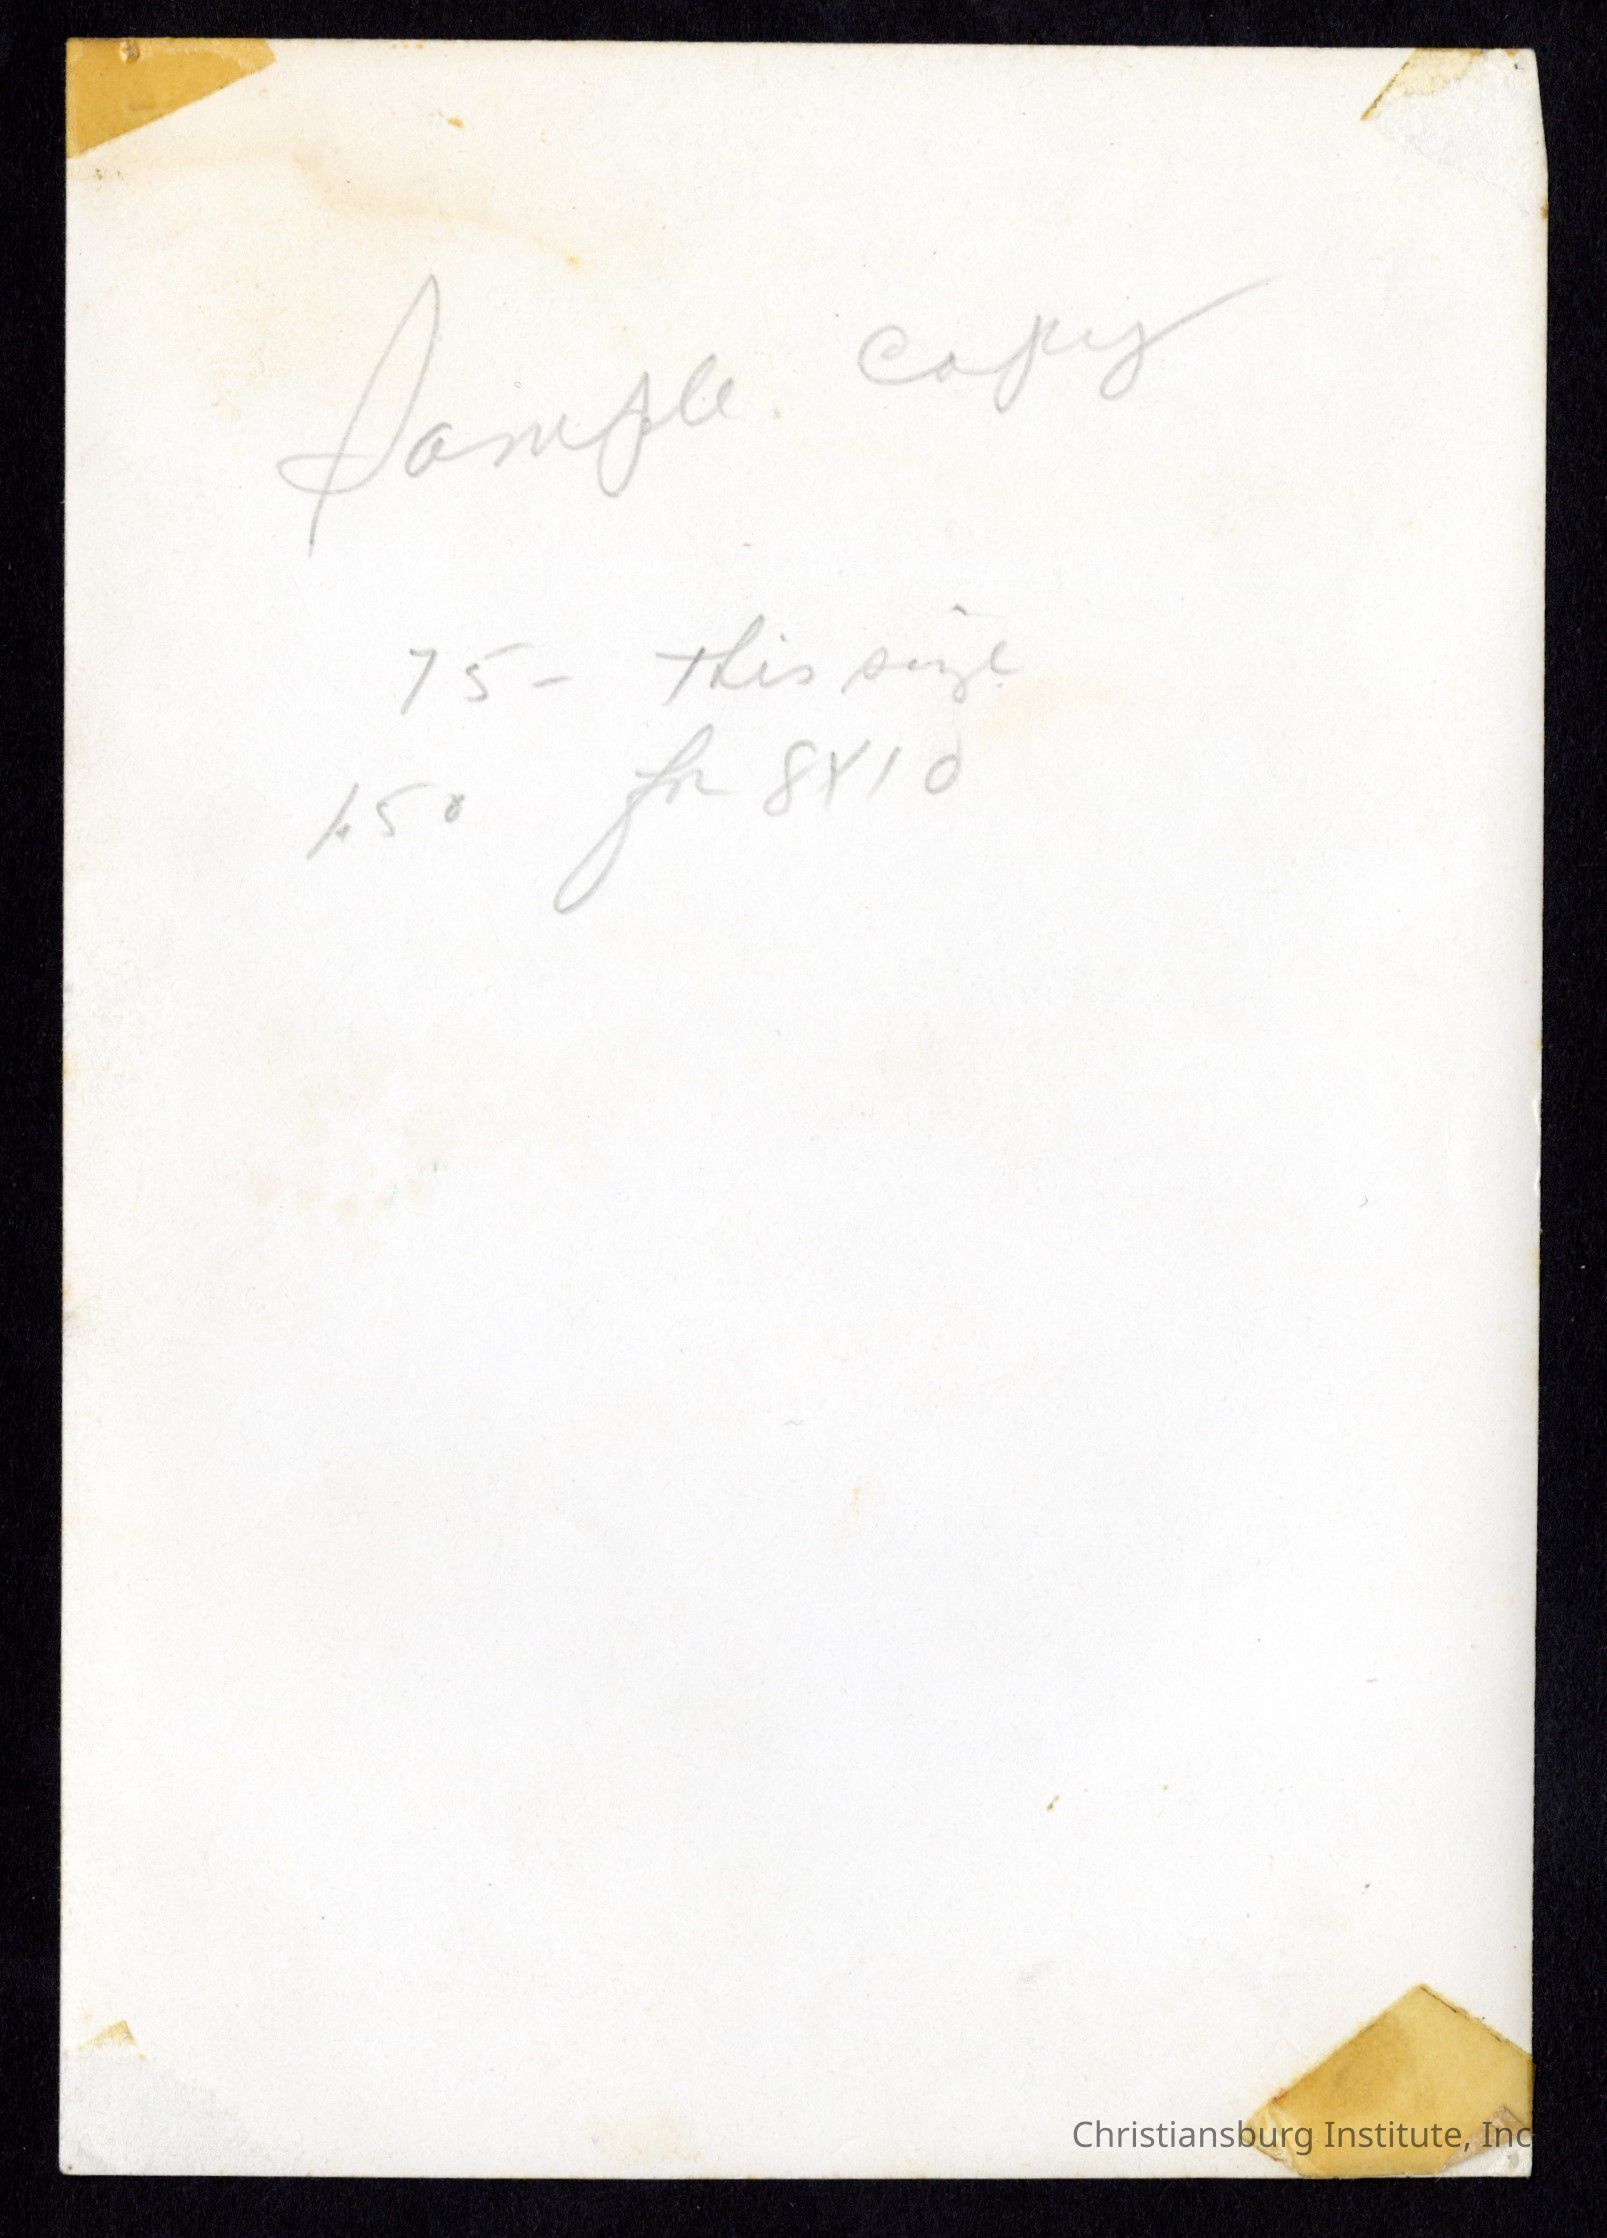 Sample copy
75- this size
1.50 for 8X10
Christiansburg Institute, Inc